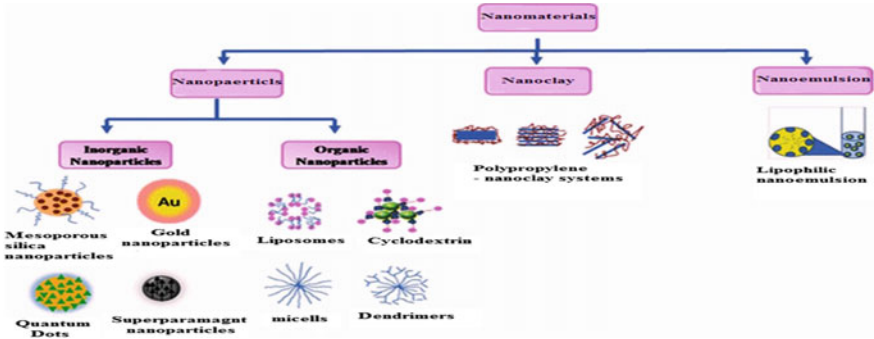 Nanomaterials
Nanopaerticls
Nanoclay
Nanoemulsion
Inorganic
Nanoparticles
Organic
Nanoparticles
Polypropylene
- nanoclay systems
Lipophilic
nanoemulsion
Mesoporous
silica
nanoparticles
Au
Gold
nanoparticles
Liposomes
Cyclodextrin
Quantum
Dots
Superparamagnt
nanoparticles
micells
Dendrimers